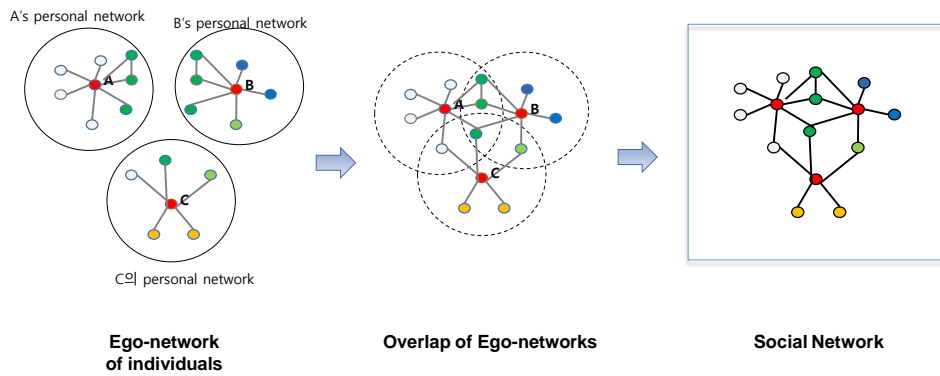 A's personal network
B's personal network
A
B
C
C의 personal network
A
B
C
Ego-network
of individuals
Overlap of Ego-networks
Social Network